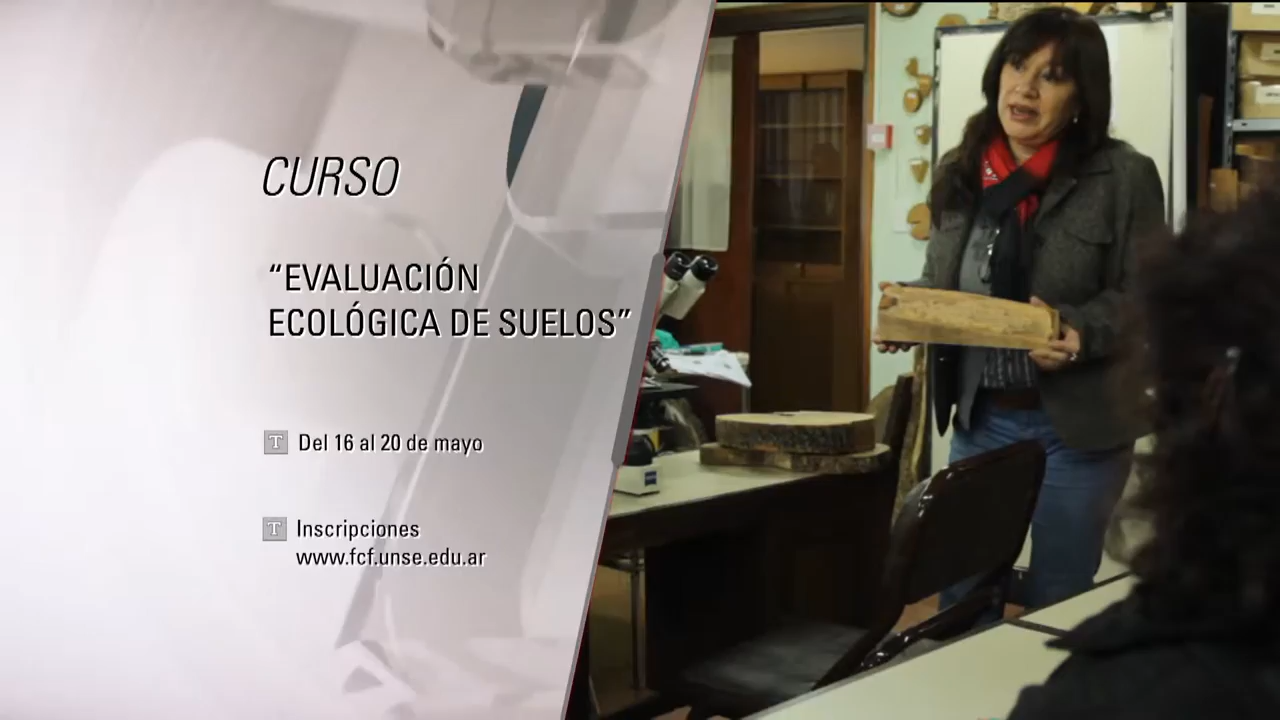 CURSO
“EVALUACIÓN
ECOLÓGICA DE SUELOS”
T Del 16 al 20 de mayo
T Inscripciones
www.fcf.unse.edu.ar